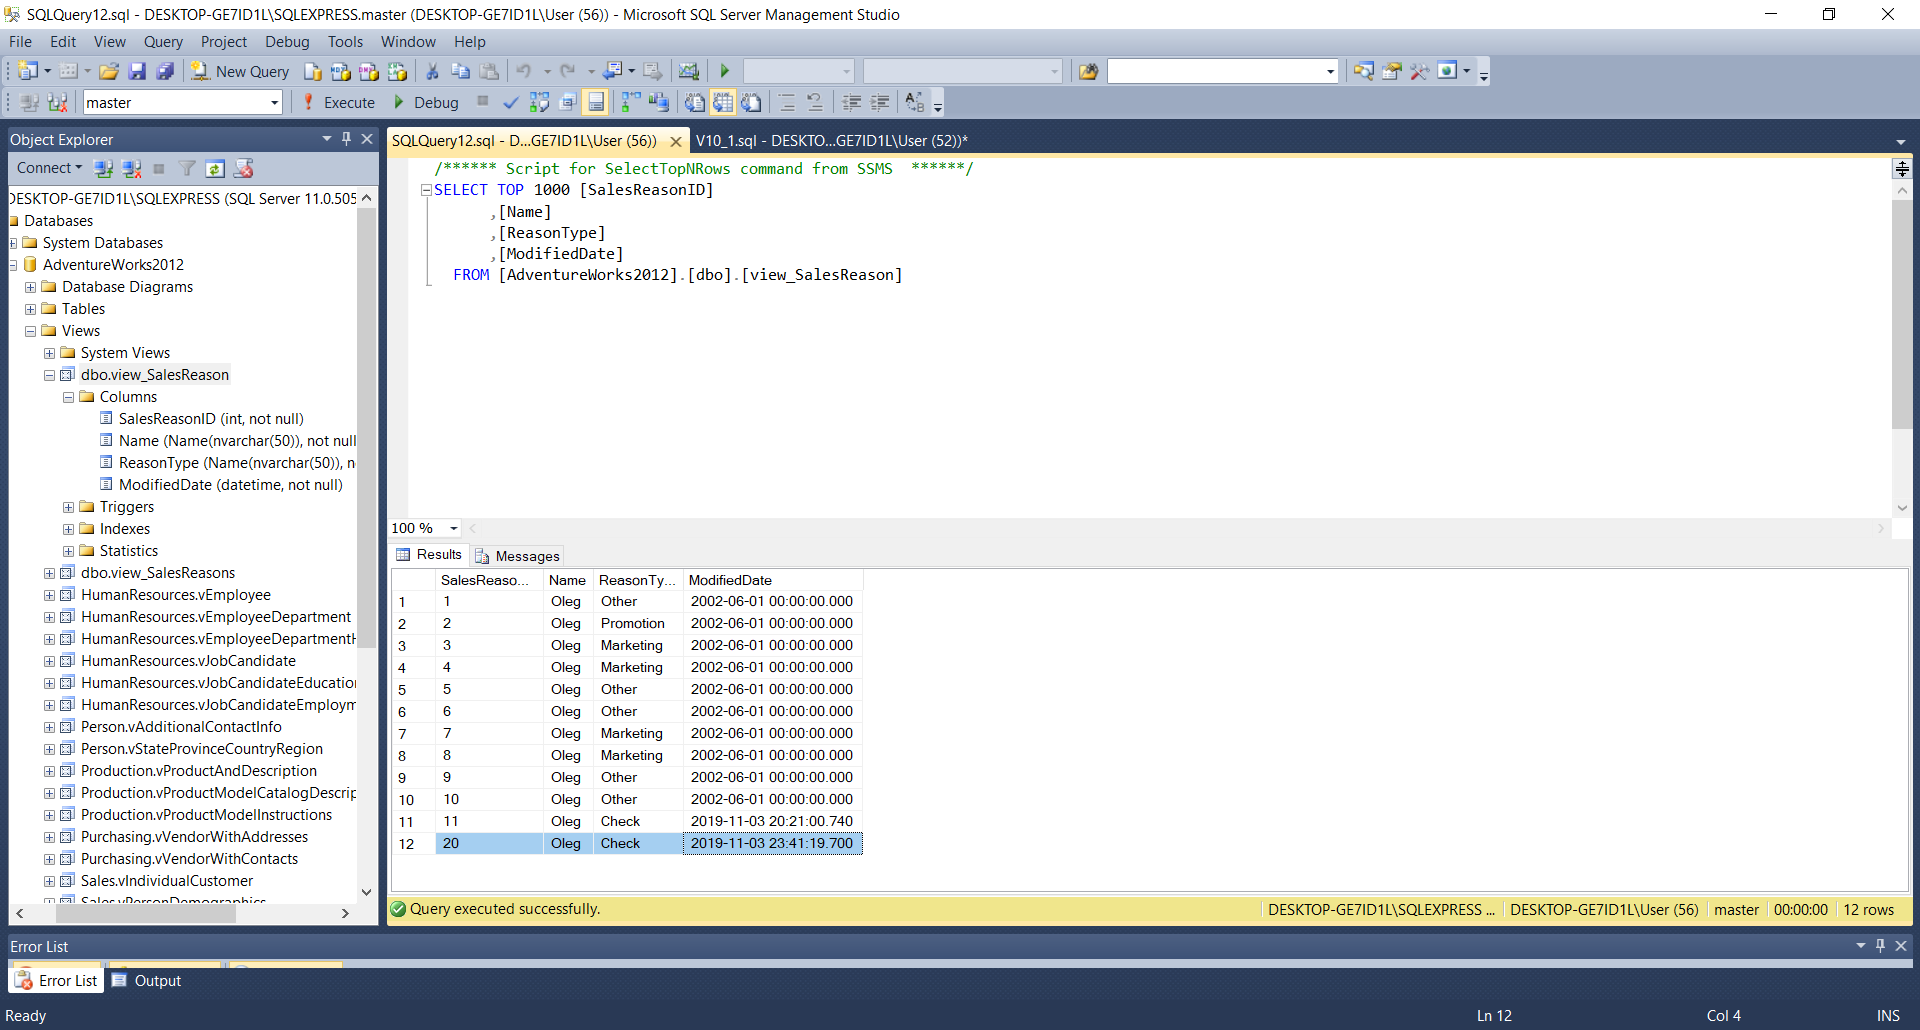 SQLQuery12.sql - DESKTOP-GE7ID1L\SQLEXPRESS.master (DESKTOP-GE7ID1L\User (56)) - Microsoft SQL Server Management Studio
File Edit View Query Project Debug Tools Window Help
New Query
master Execute Debug
Object Explorer
Connect
DESKTOP-GE7ID1L\SQLEXPRESS (SQL Server 11.0.505
Databases
System Databases
AdventureWorks2012
Database Diagrams
Tables
Views
System Views
dbo.view_SalesReason
Columns
SalesReasonID (int, not null)
Name (Name(nvarchar(50)), not null
ReasonType (Name(nvarchar(50)), n
ModifiedDate (datetime, not null)
Triggers
Indexes
Statistics
dbo.view_SalesReasons
HumanResources.vEmployee
HumanResources.vEmployeeDepartment
HumanResources.vEmployeeDepartmentH
HumanResources.vJobCandidate
HumanResources.vJobCandidateEducation
HumanResources.vJobCandidateEmploym
Person.vAdditionalContactInfo
Person.vStateProvinceCountryRegion
Production.vProductAndDescription
Production.vProductModelCatalogDescrip
Production.vProductModelInstructions
Purchasing.vVendorWithAddresses
Purchasing.vVendorWithContacts
Sales.vIndividualCustomer
Sales.vPersonDemographics
SQLQuery12.sql - D...GE7ID1L\User (56)) V10_1.sql - DESKTO...GE7ID1L\User (52))*
/****** Script for SelectTopNRows command from SSMS ******/
SELECT TOP 1000 [SalesReasonID]
,[Name]
,[ReasonType]
,[ModifiedDate]
FROM [AdventureWorks2012].[dbo].[view_SalesReason]
100 %
Results Messages
SalesReaso... Name ReasonTy... ModifiedDate
1 1 Oleg Other 2002-06-01 00:00:00.000
2 2 Oleg Promotion 2002-06-01 00:00:00.000
3 3 Oleg Marketing 2002-06-01 00:00:00.000
4 4 Oleg Marketing 2002-06-01 00:00:00.000
5 5 Oleg Other 2002-06-01 00:00:00.000
6 6 Oleg Other 2002-06-01 00:00:00.000
7 7 Oleg Marketing 2002-06-01 00:00:00.000
8 8 Oleg Marketing 2002-06-01 00:00:00.000
9 9 Oleg Other 2002-06-01 00:00:00.000
10 10 Oleg Other 2002-06-01 00:00:00.000
11 11 Oleg Check 2019-11-03 20:21:00.740
12 20 Oleg Check 2019-11-03 23:41:19.700
Query executed successfully. DESKTOP-GE7ID1L\SQLEXPRESS ... DESKTOP-GE7ID1L\User (56) master 00:00:00 12 rows
Error List
Error List Output
Ready Ln 12 Col 4 INS